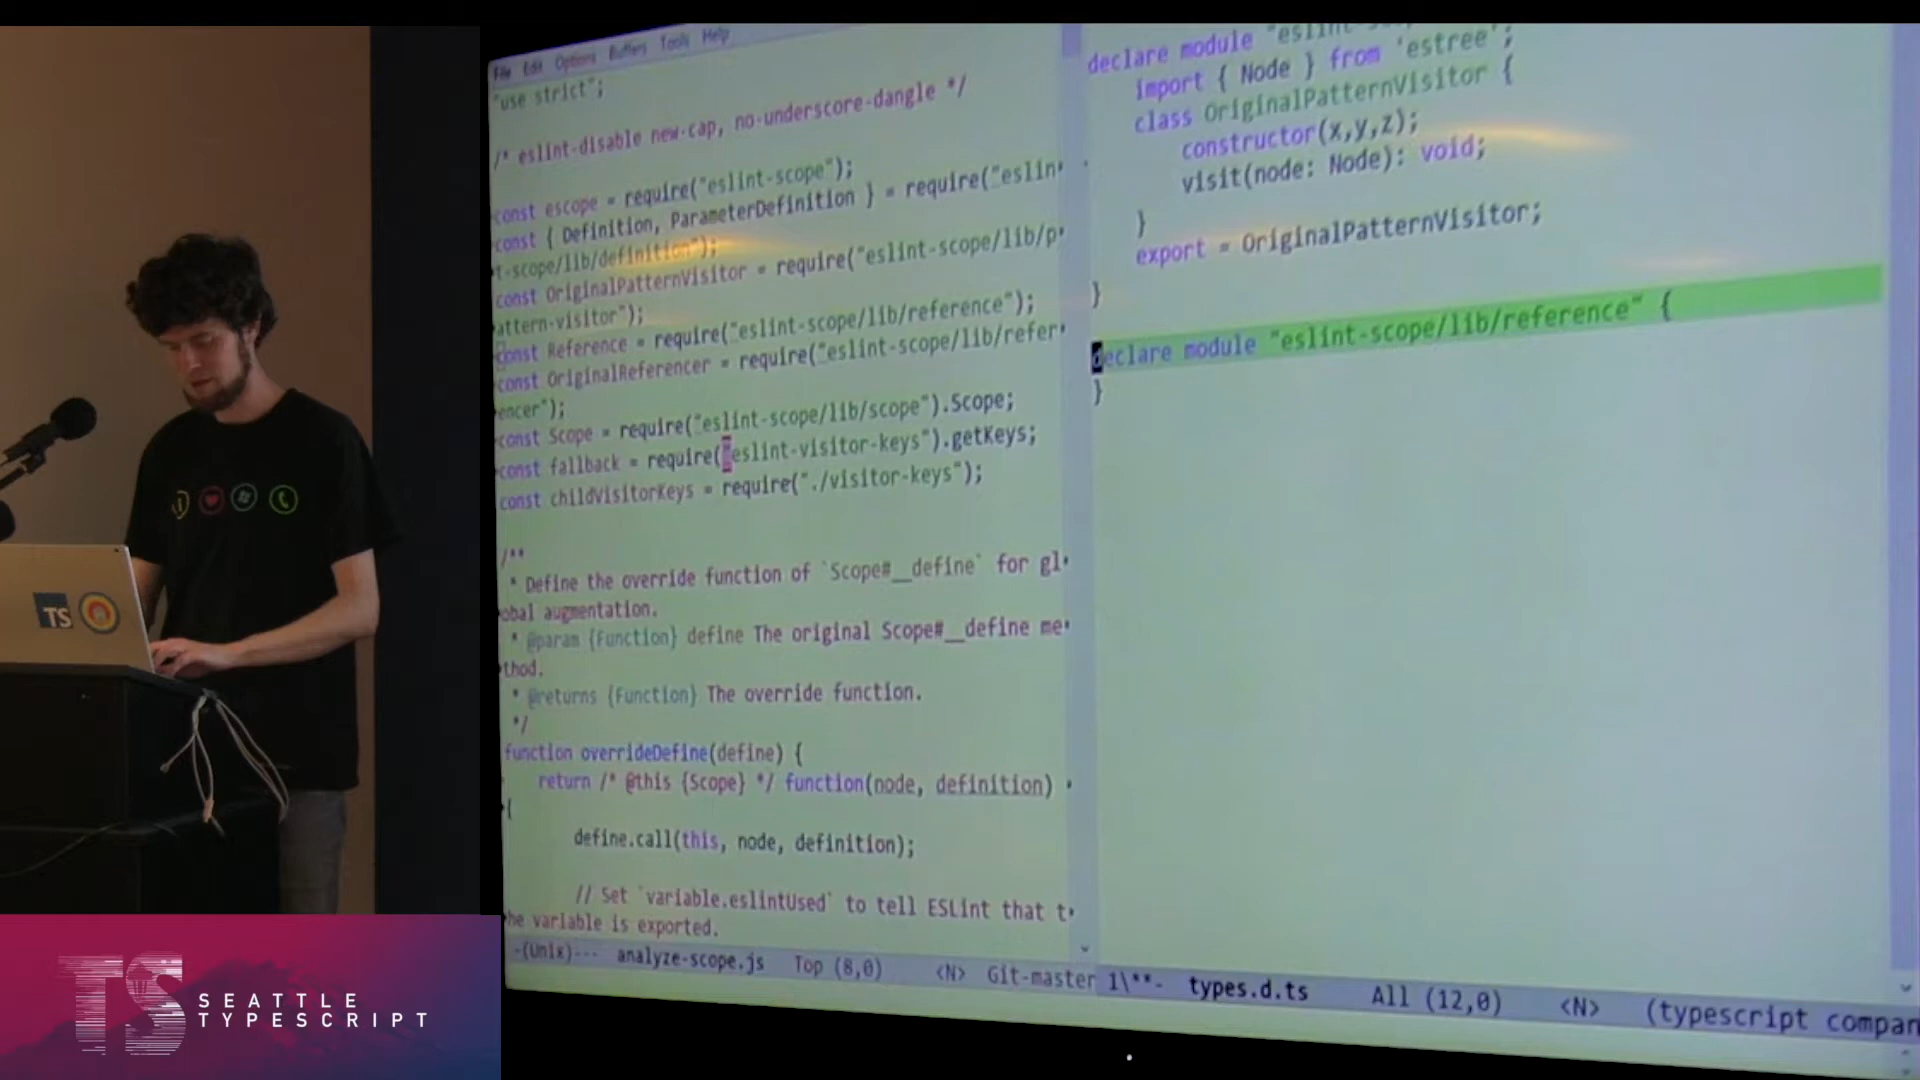 File Edit Options Buffers Tools Help
"use strict";
/* eslint-disable new-cap, no-underscore-dangle */
const escope = require("eslint-scope");
const { Definition, ParameterDefinition } = require("eslin
t-scope/lib/definition");
const OriginalPatternVisitor = require("eslint-scope/lib/p
attern-visitor");
const Reference = require("eslint-scope/lib/reference");
const OriginalReferencer = require("eslint-scope/lib/refer
encer");
const Scope = require("eslint-scope/lib/scope").Scope;
const fallback = require("eslint-visitor-keys").getKeys;
const childVisitorKeys = require("./visitor-keys");
/**
* Define the override function of `Scope#__define` for gl
obal augmentation.
* @param {Function} define The original Scope#__define me
thod.
* @returns {Function} The override function.
*/
function overrideDefine(define) {
return /* @this {Scope} */ function(node, definition)
{
define.call(this, node, definition);
// Set `variable.eslintUsed` to tell ESLint that t
he variable is exported.
-(Unix)--- analyze-scope.js Top (8,0) <N> Git-master
declare module "eslint-
import { Node } from 'estree';
class OriginalPatternVisitor {
constructor(x,y,z);
visit(node: Node): void;
}
export = OriginalPatternVisitor;
}
declare module "eslint-scope/lib/reference" {
}
1\**- types.d.ts All (12,0) <N> (typescript compan
TS
TS
SEATTLE
TYPESCRIPT